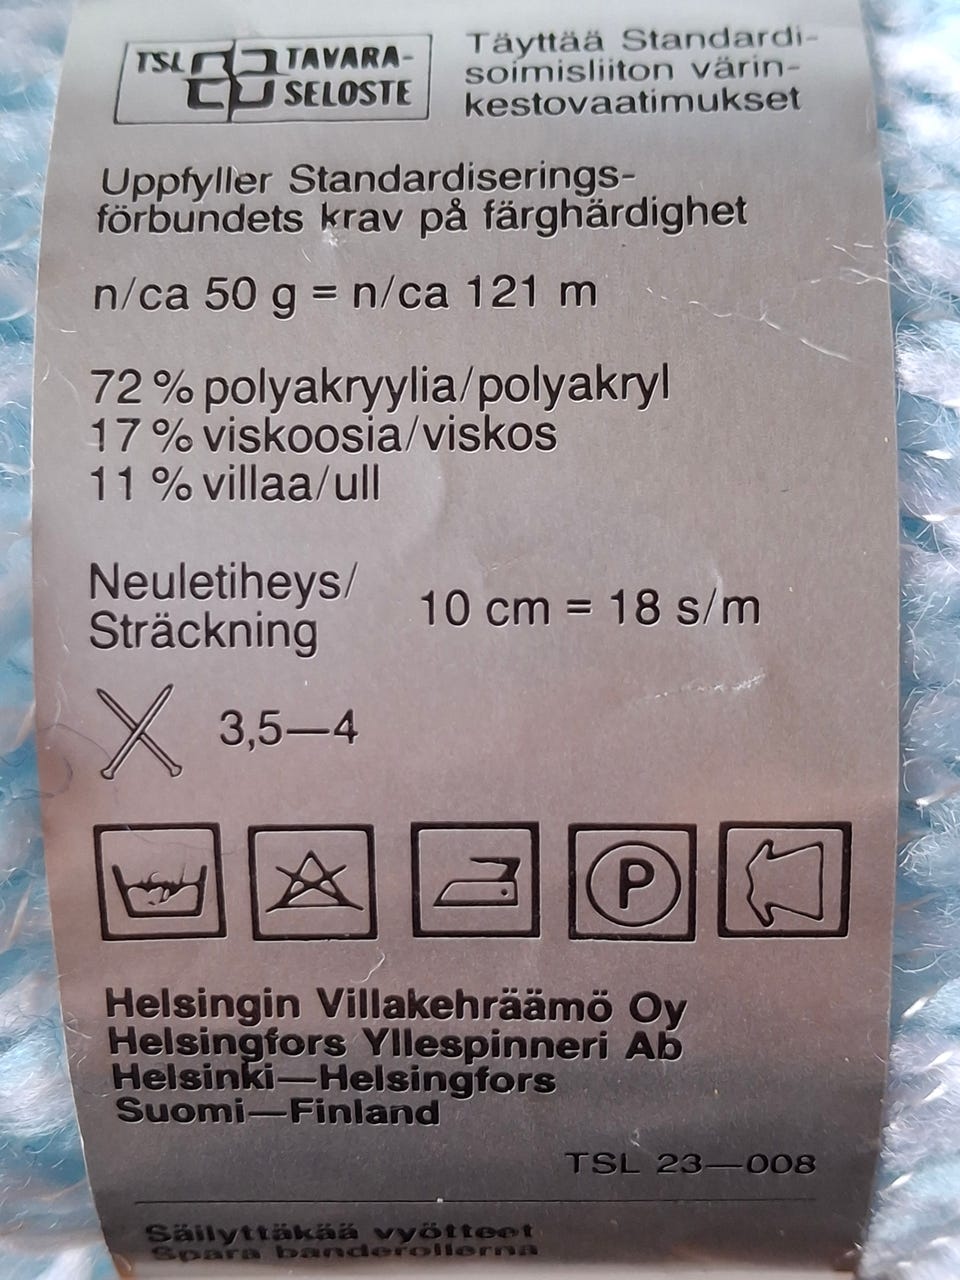 TSL TAVARA-
SELOSTE
Täyttää Standardi-
soimisliiton värin-
kestovaatimukset
Uppfyller Standardiserings-
förbundets krav på färghärdighet
n/ca 50 g = n/ca 121 m
72 % polyakryylia/polyakryl
17 % viskoosia/viskos
11 % villaa/ull
Neuletiheys/
Sträckning
10 cm = 18 s/m
3,5—4
P
Helsingin Villakehräämö Oy
Helsingfors Yllespinneri Ab
Helsinki—Helsingfors
Suomi—Finland
TSL 23—008
Säilyttäkää vyötteet
Spara banderollerna